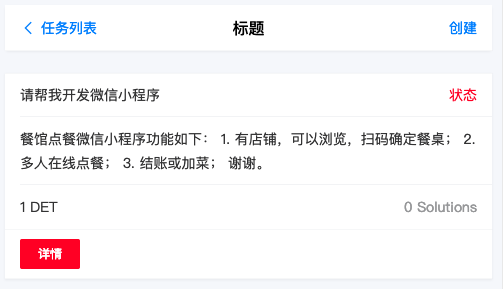 任务列表 标题 创建
请帮我开发微信小程序 状态
餐馆点餐微信小程序功能如下： 1. 有店铺，可以浏览，扫码确定餐桌； 2.
多人在线点餐； 3. 结账或加菜； 谢谢。
1 DET 0 Solutions
详情